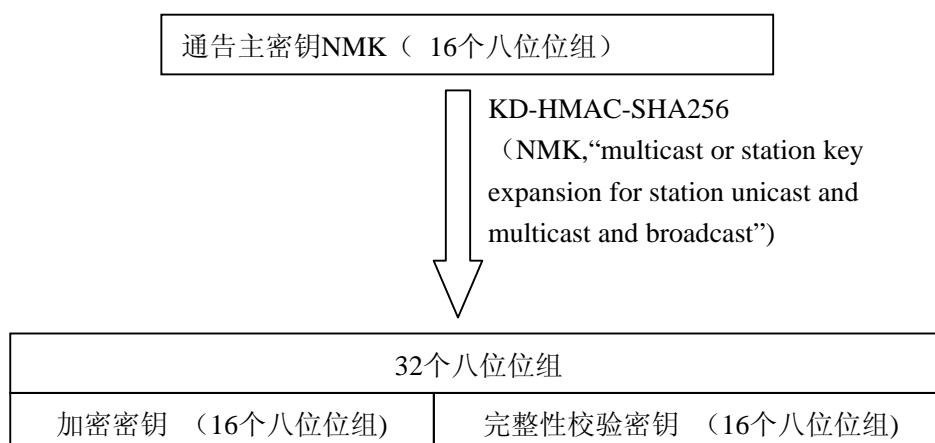 通告主密钥NMK（ 16个八位位组）
KD-HMAC-SHA256
（NMK,“multicast or station key
expansion for station unicast and
multicast and broadcast”)
32个八位位组
加密密钥 （16个八位位组)
完整性校验密钥 （16个八位位组)